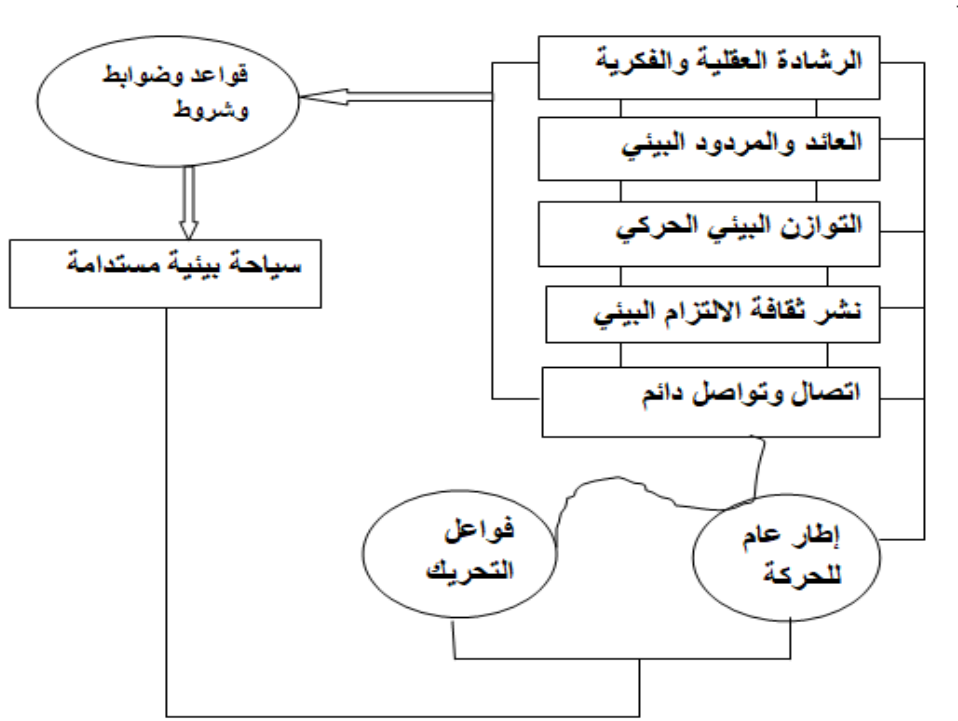 الرشادة العقلية والفكرية
العائد والمردود البيئي
التوازن البيئي الحركي
نشر ثقافة الالتزام البيئي
اتصال وتواصل دائم
إطار عام
للحركة
فواعل
التحريك
قواعد وضوابط
وشروط
سياحة بيئية مستدامة